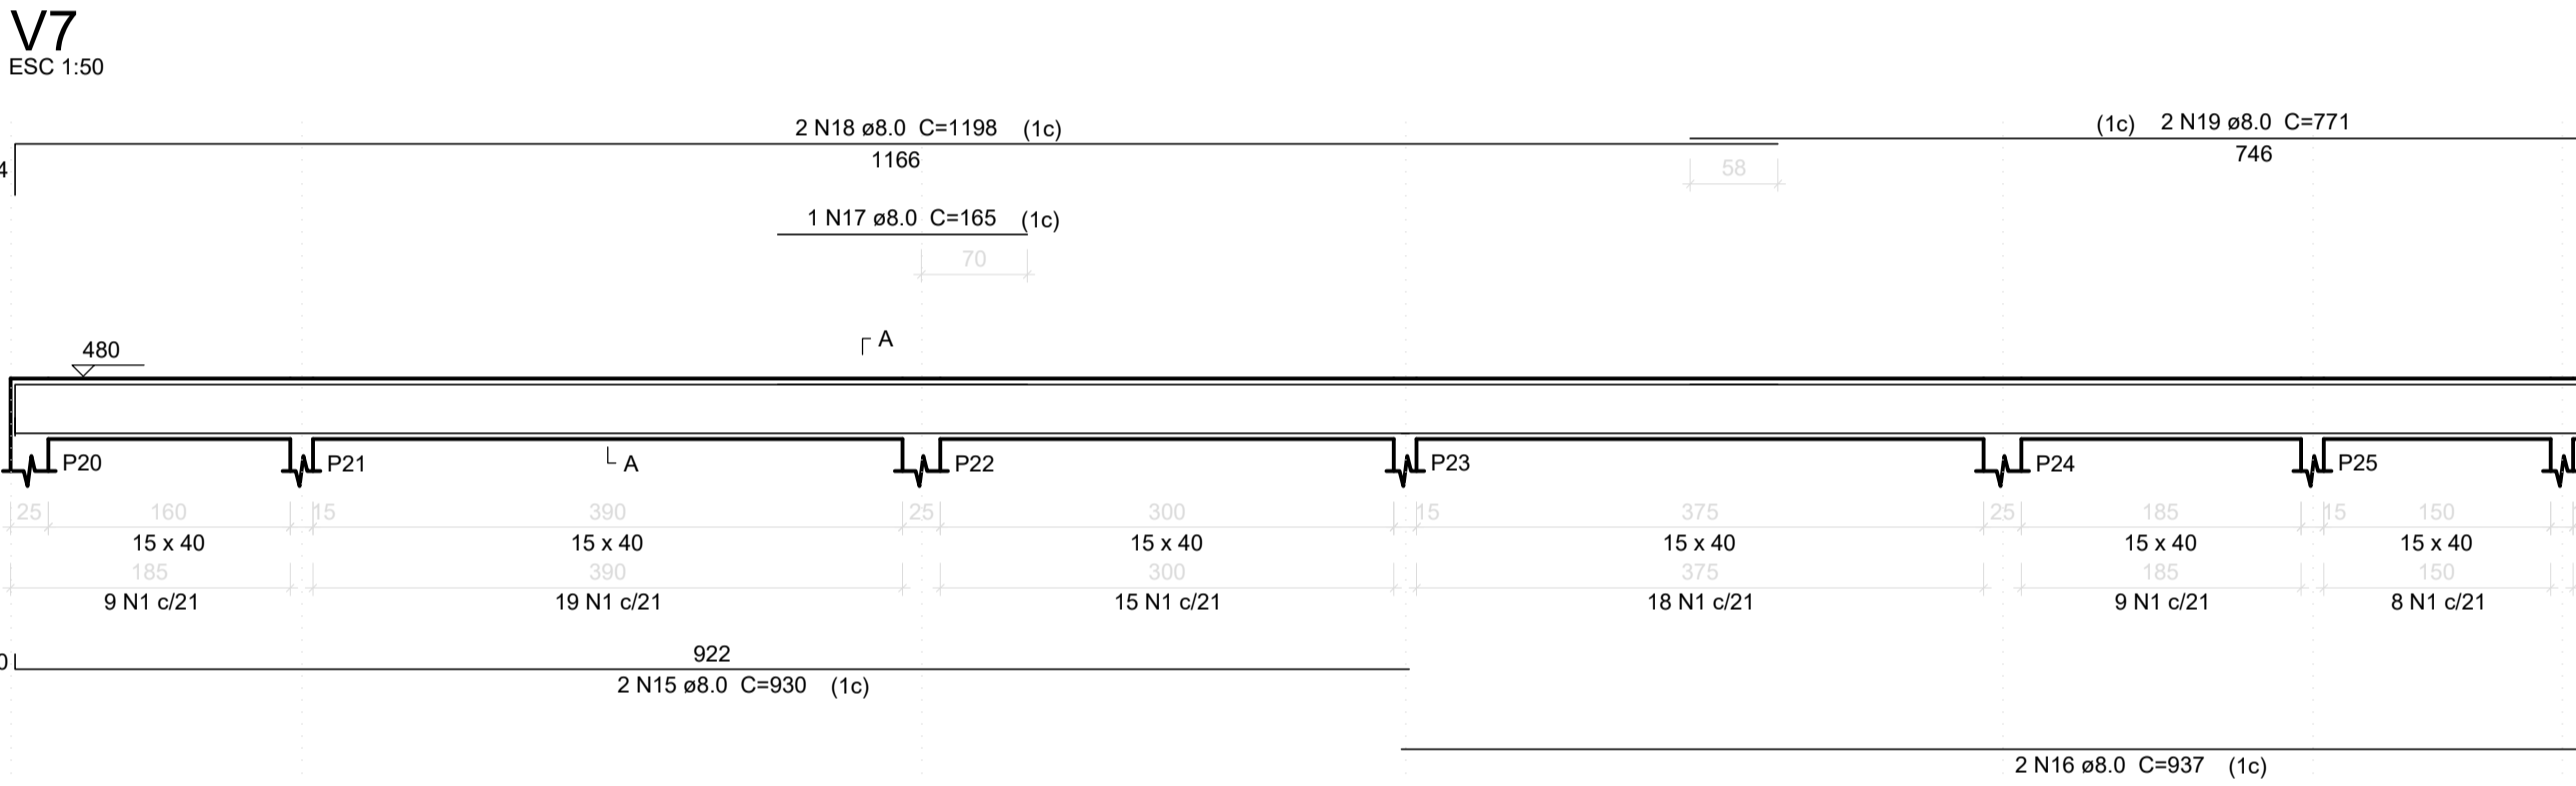 V7
ESC 1:50
2 N18 ø8.0 C=1198 (1c)
(1c) 2 N19 ø8.0 C=771
1166
746
4
58
1 N17 ø8.0 C=165 (1c)
70
A
480
P20 P21 A P22 P23 P24 P25
25 160 15 390 25 300 15 375 25 185 15 150
15 x 40 15 x 40 15 x 40 15 x 40 15 x 40 15 x 40
185 390 300 375 185 150
9 N1 c/21 19 N1 c/21 15 N1 c/21 18 N1 c/21 9 N1 c/21 8 N1 c/21
922
0
2 N15 ø8.0 C=930 (1c)
2 N16 ø8.0 C=937 (1c)